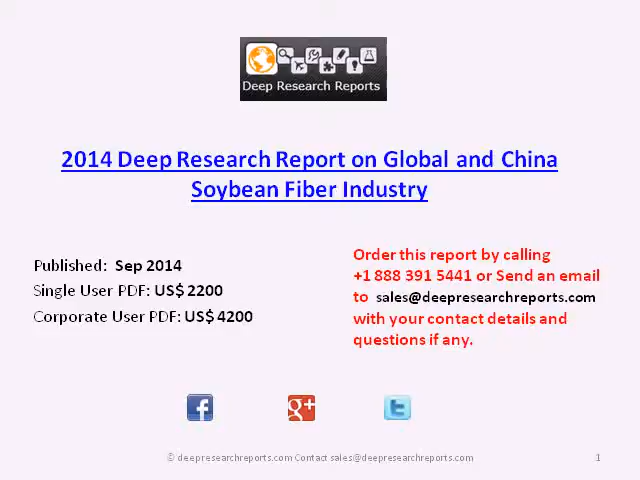 Deep Research Reports
2014 Deep Research Report on Global and China
Soybean Fiber Industry
Published: Sep 2014
Single User PDF: US$ 2200
Corporate User PDF: US$ 4200
Order this report by calling
+1 888 391 5441 or Send an email
to sales@deepresearchreports.com
with your contact details and
questions if any.
© deepresearchreports.com Contact sales@deepresearchreports.com
1